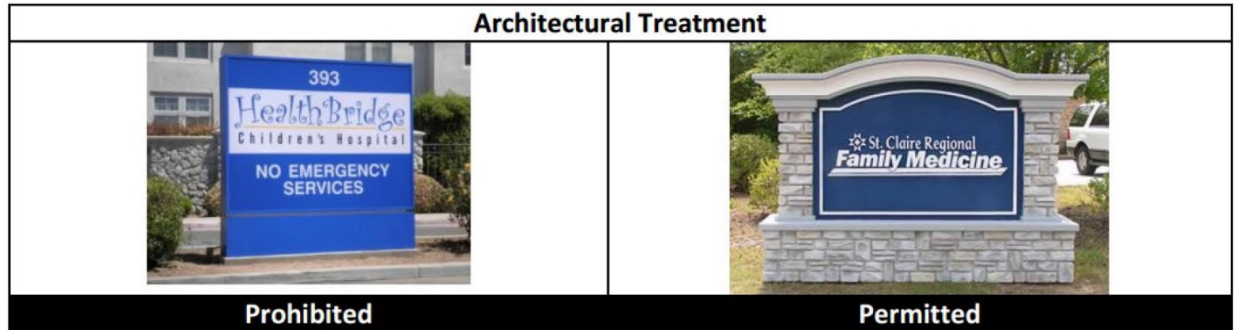 Architectural Treatment
393
HealthBridge
Children's Hospital
NO EMERGENCY
SERVICES
St. Claire Regional
Family Medicine
Prohibited
Permitted